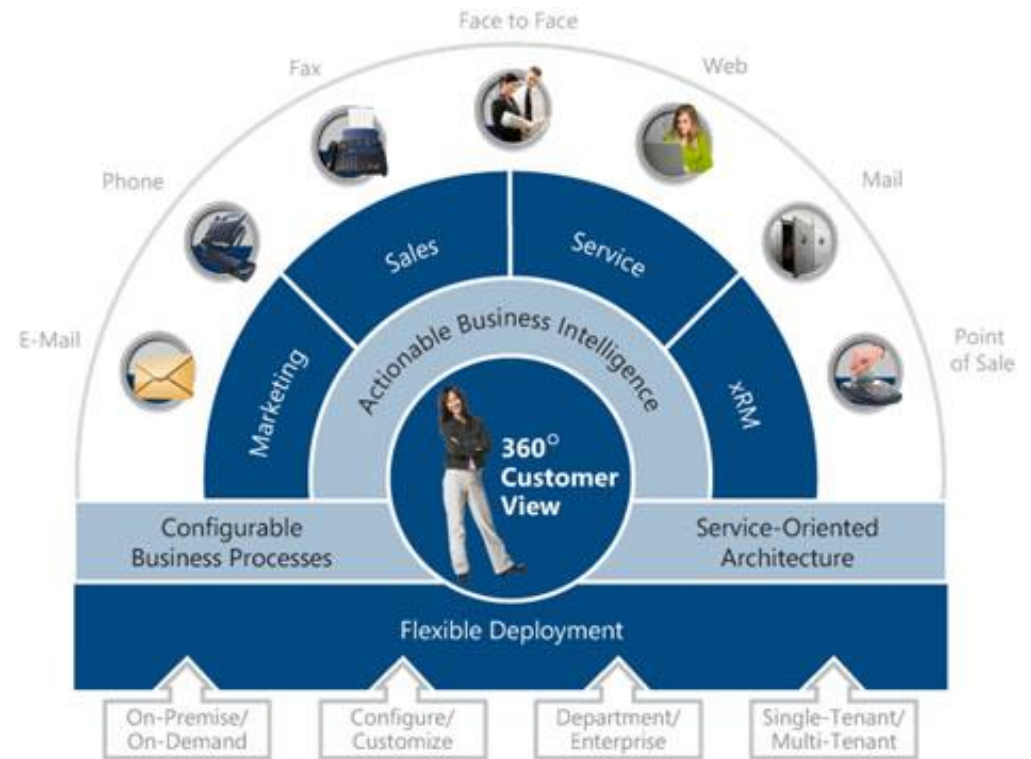 Face to Face
Fax
Web
Phone
Mail
E-Mail
Point
of Sale
Sales
Service
Marketing
xRM
Actionable Business Intelligence
360°
Customer
View
Configurable
Business Processes
Service-Oriented
Architecture
Flexible Deployment
On-Premise/
On-Demand
Configure/
Customize
Department/
Enterprise
Single-Tenant/
Multi-Tenant